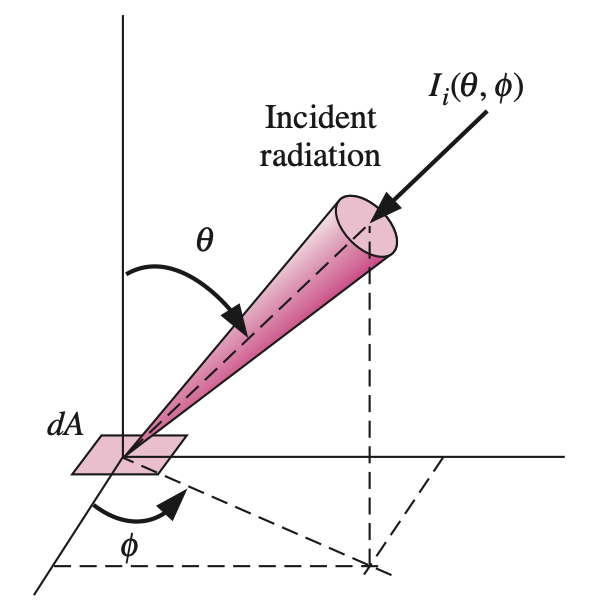 I_i(θ, ϕ)
Incident
radiation
θ
dA
ϕ